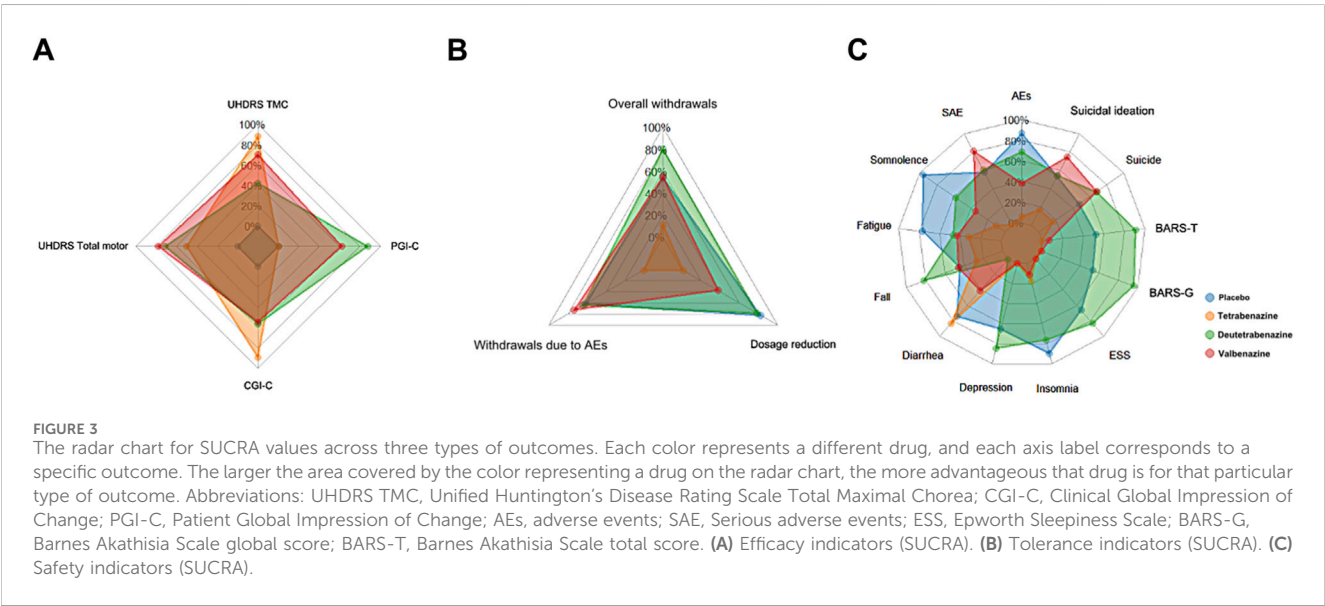 A
B
C
UHDRS TMC
100%
80%
60%
40%
20%
0%
UHDRS Total motor
PGI-C
CGI-C
Overall withdrawals
100%
80%
60%
40%
20%
0%
Withdrawals due to AEs
Dosage reduction
AEs
100%
80%
60%
40%
20%
Suicidal ideation
Suicide
BARS-T
BARS-G
ESS
Insomnia
Depression
Diarrhea
Fall
Fatigue
Somnolence
SAE
Placebo
Tetrabenazine
Deutetrabenazine
Valbenazine
FIGURE 3
The radar chart for SUCRA values across three types of outcomes. Each color represents a different drug, and each axis label corresponds to a
specific outcome. The larger the area covered by the color representing a drug on the radar chart, the more advantageous that drug is for that particular
type of outcome. Abbreviations: UHDRS TMC, Unified Huntington's Disease Rating Scale Total Maximal Chorea; CGI-C, Clinical Global Impression of
Change; PGI-C, Patient Global Impression of Change; AEs, adverse events; SAE, Serious adverse events; ESS, Epworth Sleepiness Scale; BARS-G,
Barnes Akathisia Scale global score; BARS-T, Barnes Akathisia Scale total score. (A) Efficacy indicators (SUCRA). (B) Tolerance indicators (SUCRA). (C)
Safety indicators (SUCRA).